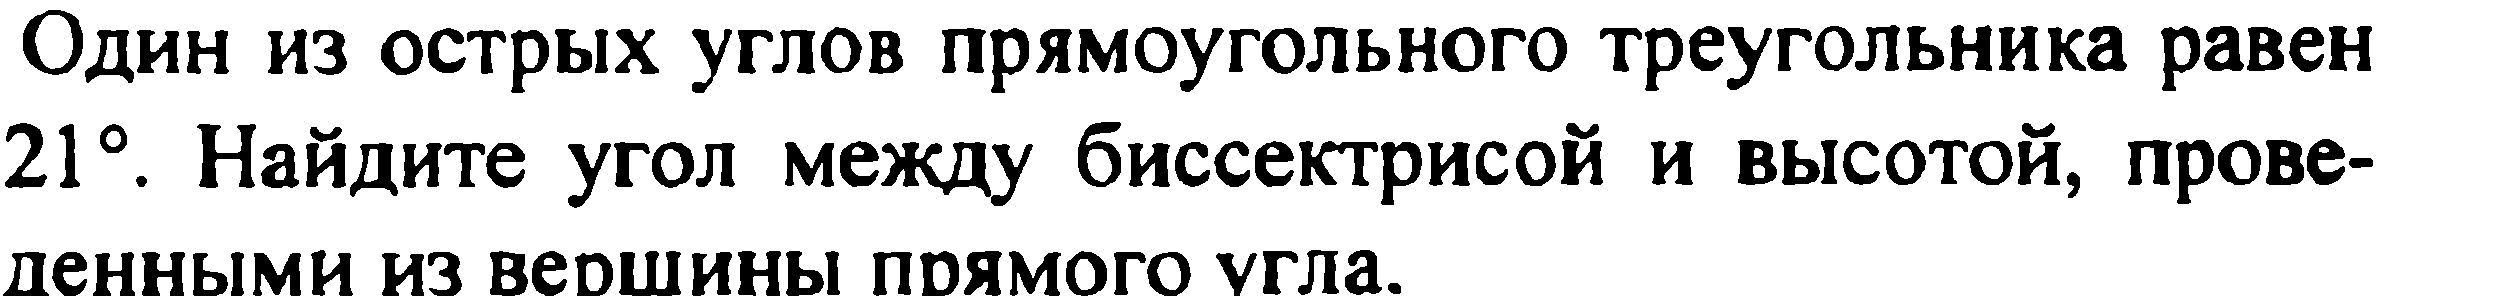 Один из острых углов прямоугольного треугольника равен
21°. Найдите угол между биссектрисой и высотой, прове-
денными из вершины прямого угла.